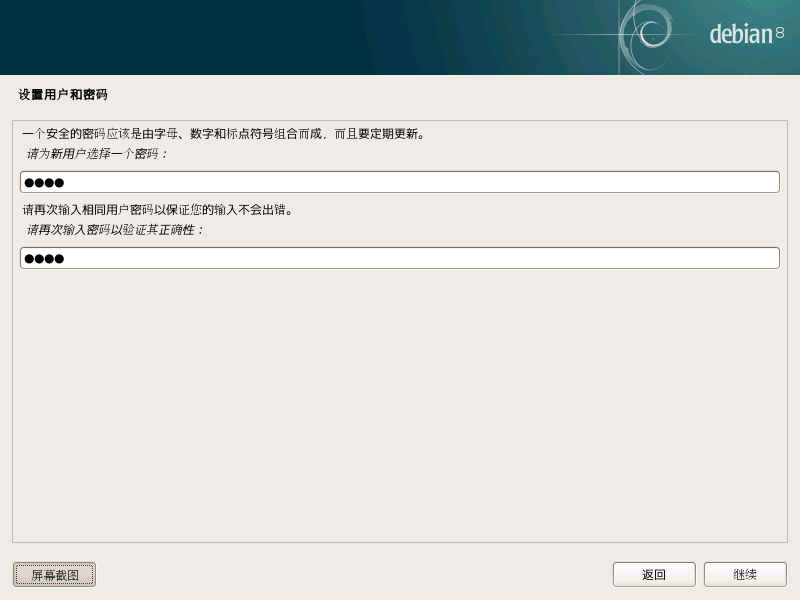 debian 8
设置用户和密码
一个安全的密码应该是由字母、数字和标点符号组合而成，而且要定期更新。
请为新用户选择一个密码：
●●●●
请再次输入相同用户密码以保证您的输入不会出错。
请再次输入密码以验证其正确性：
●●●●
屏幕截图 返回 继续